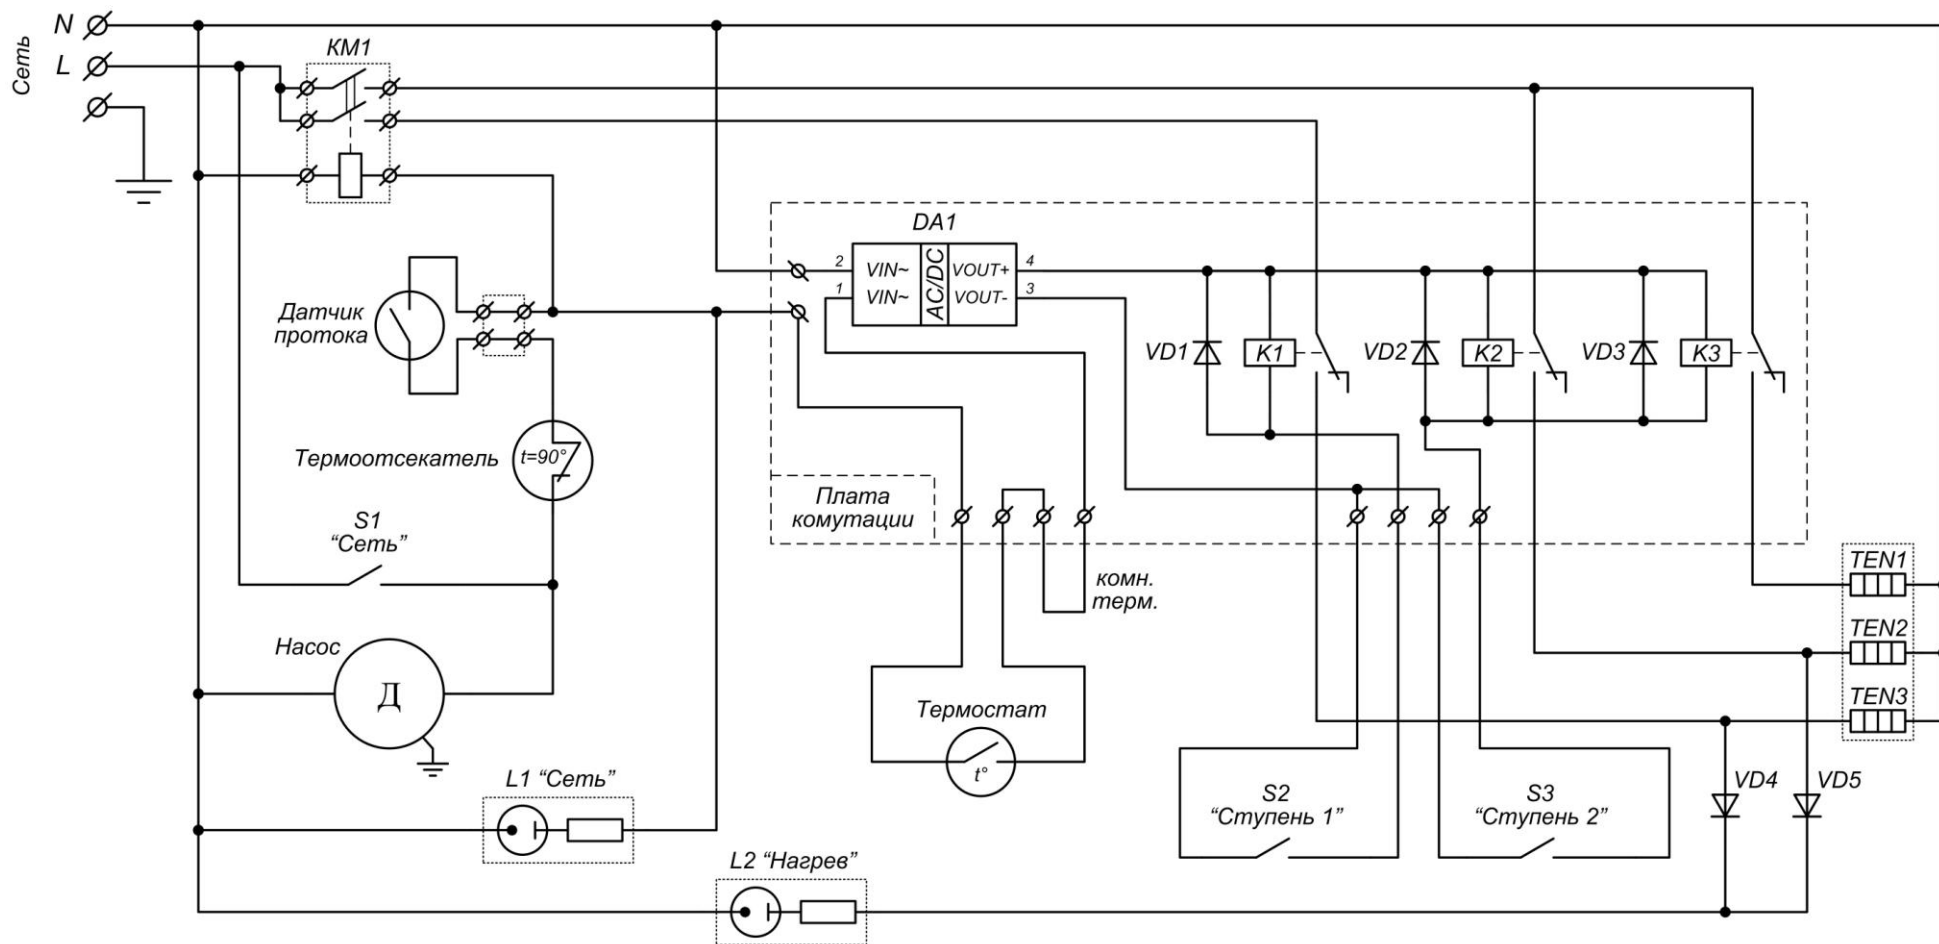 Сеть
N
L
КМ1
DA1
2
VIN~
1
VIN~
AC/DC
VOUT+
4
VOUT-
3
Датчик
протока
VD1
K1
VD2
K2
VD3
K3
Термоотсекатель
t=90°
Плата
комутации
S1
“Сеть”
комн.
терм.
TEN1
TEN2
TEN3
Насос
Д
Термостат
t°
L1 “Сеть”
S2
“Ступень 1”
S3
“Ступень 2”
VD4
VD5
L2 “Нагрев”